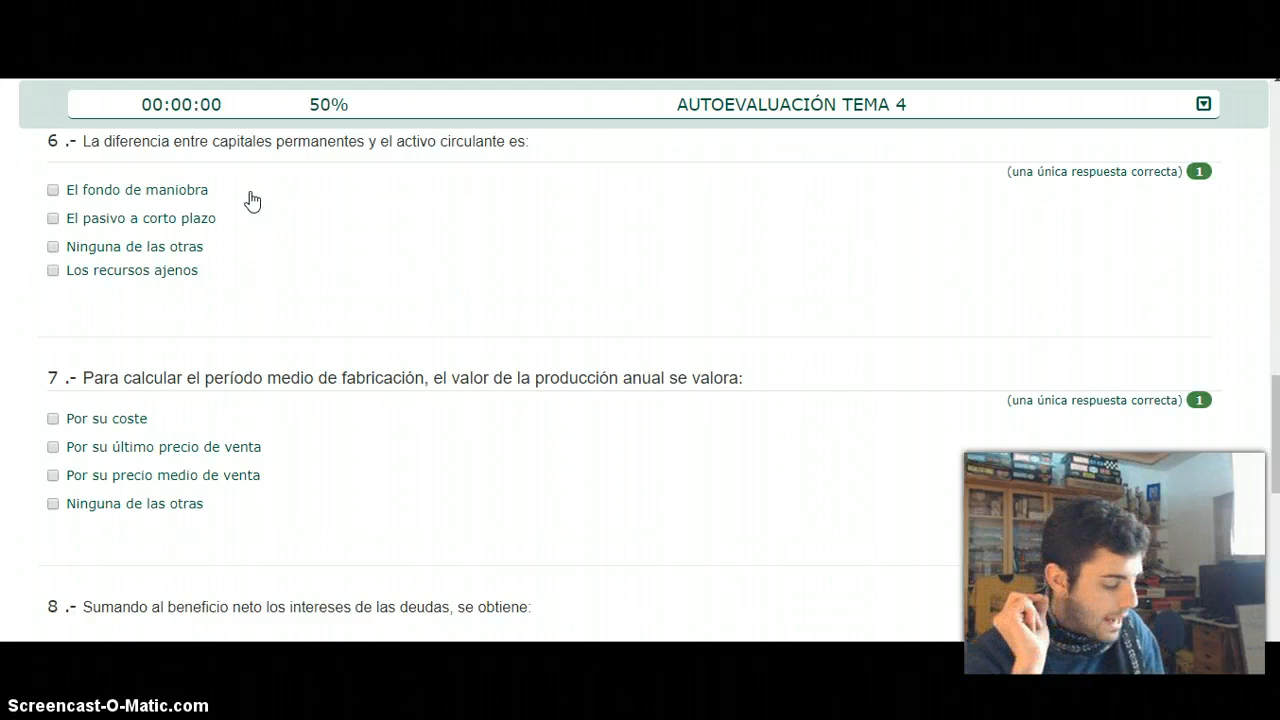 00:00:00 50% AUTOEVALUACIÓN TEMA 4
6 .- La diferencia entre capitales permanentes y el activo circulante es:
(una única respuesta correcta) 1
El fondo de maniobra
El pasivo a corto plazo
Ninguna de las otras
Los recursos ajenos
7 .- Para calcular el período medio de fabricación, el valor de la producción anual se valora:
(una única respuesta correcta) 1
Por su coste
Por su último precio de venta
Por su precio medio de venta
Ninguna de las otras
8 .- Sumando al beneficio neto los intereses de las deudas, se obtiene:
Screencast-O-Matic.com